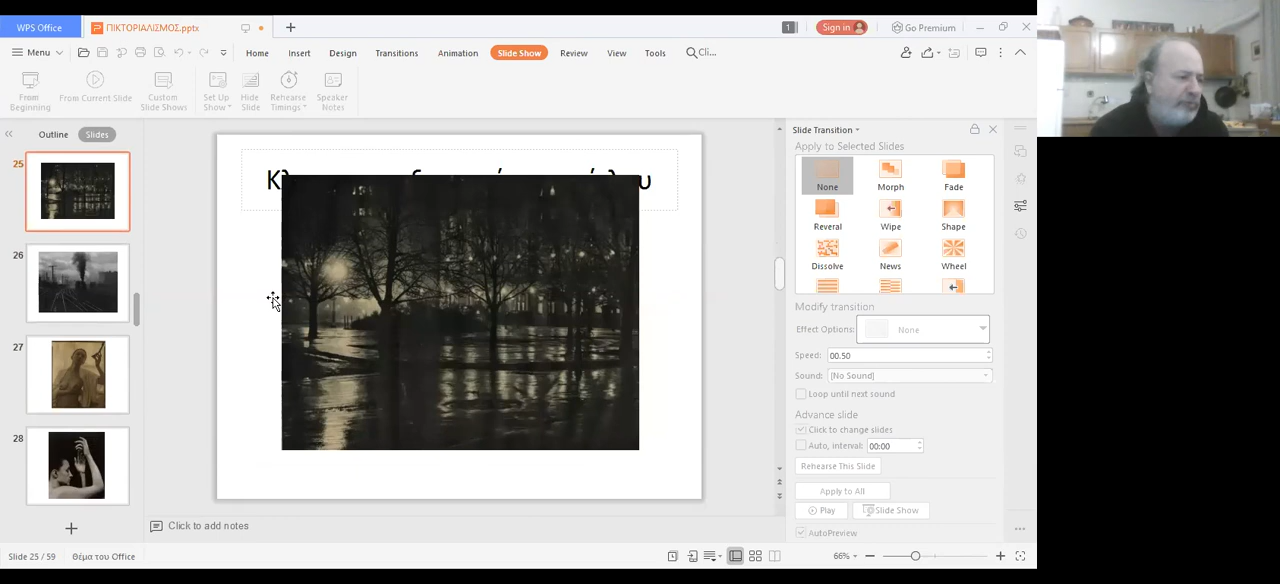 WPS Office
ΠΙΚΤΟΡΙΑΛΙΣΜΟΣ.pptx
1
Sign in
Go Premium
Menu
Home
Insert
Design
Transitions
Animation
Slide Show
Review
View
Tools
Cli...
From Beginning
From Current Slide
Custom Slide Shows
Set Up Show
Hide Slide
Rehearse Timings
Speaker Notes
Outline
Slides
25
26
27
28
Slide Transition
Apply to Selected Slides
None
Morph
Fade
Reveral
Wipe
Shape
Dissolve
News
Wheel
Modify transition
Effect Options:
None
Speed:
00.50
Sound:
[No Sound]
Loop until next sound
Advance slide
Click to change slides
Auto, interval:
00:00
Rehearse This Slide
Apply to All
Play
Slide Show
AutoPreview
Click to add notes
Slide 25 / 59
Θέμα του Office
66%